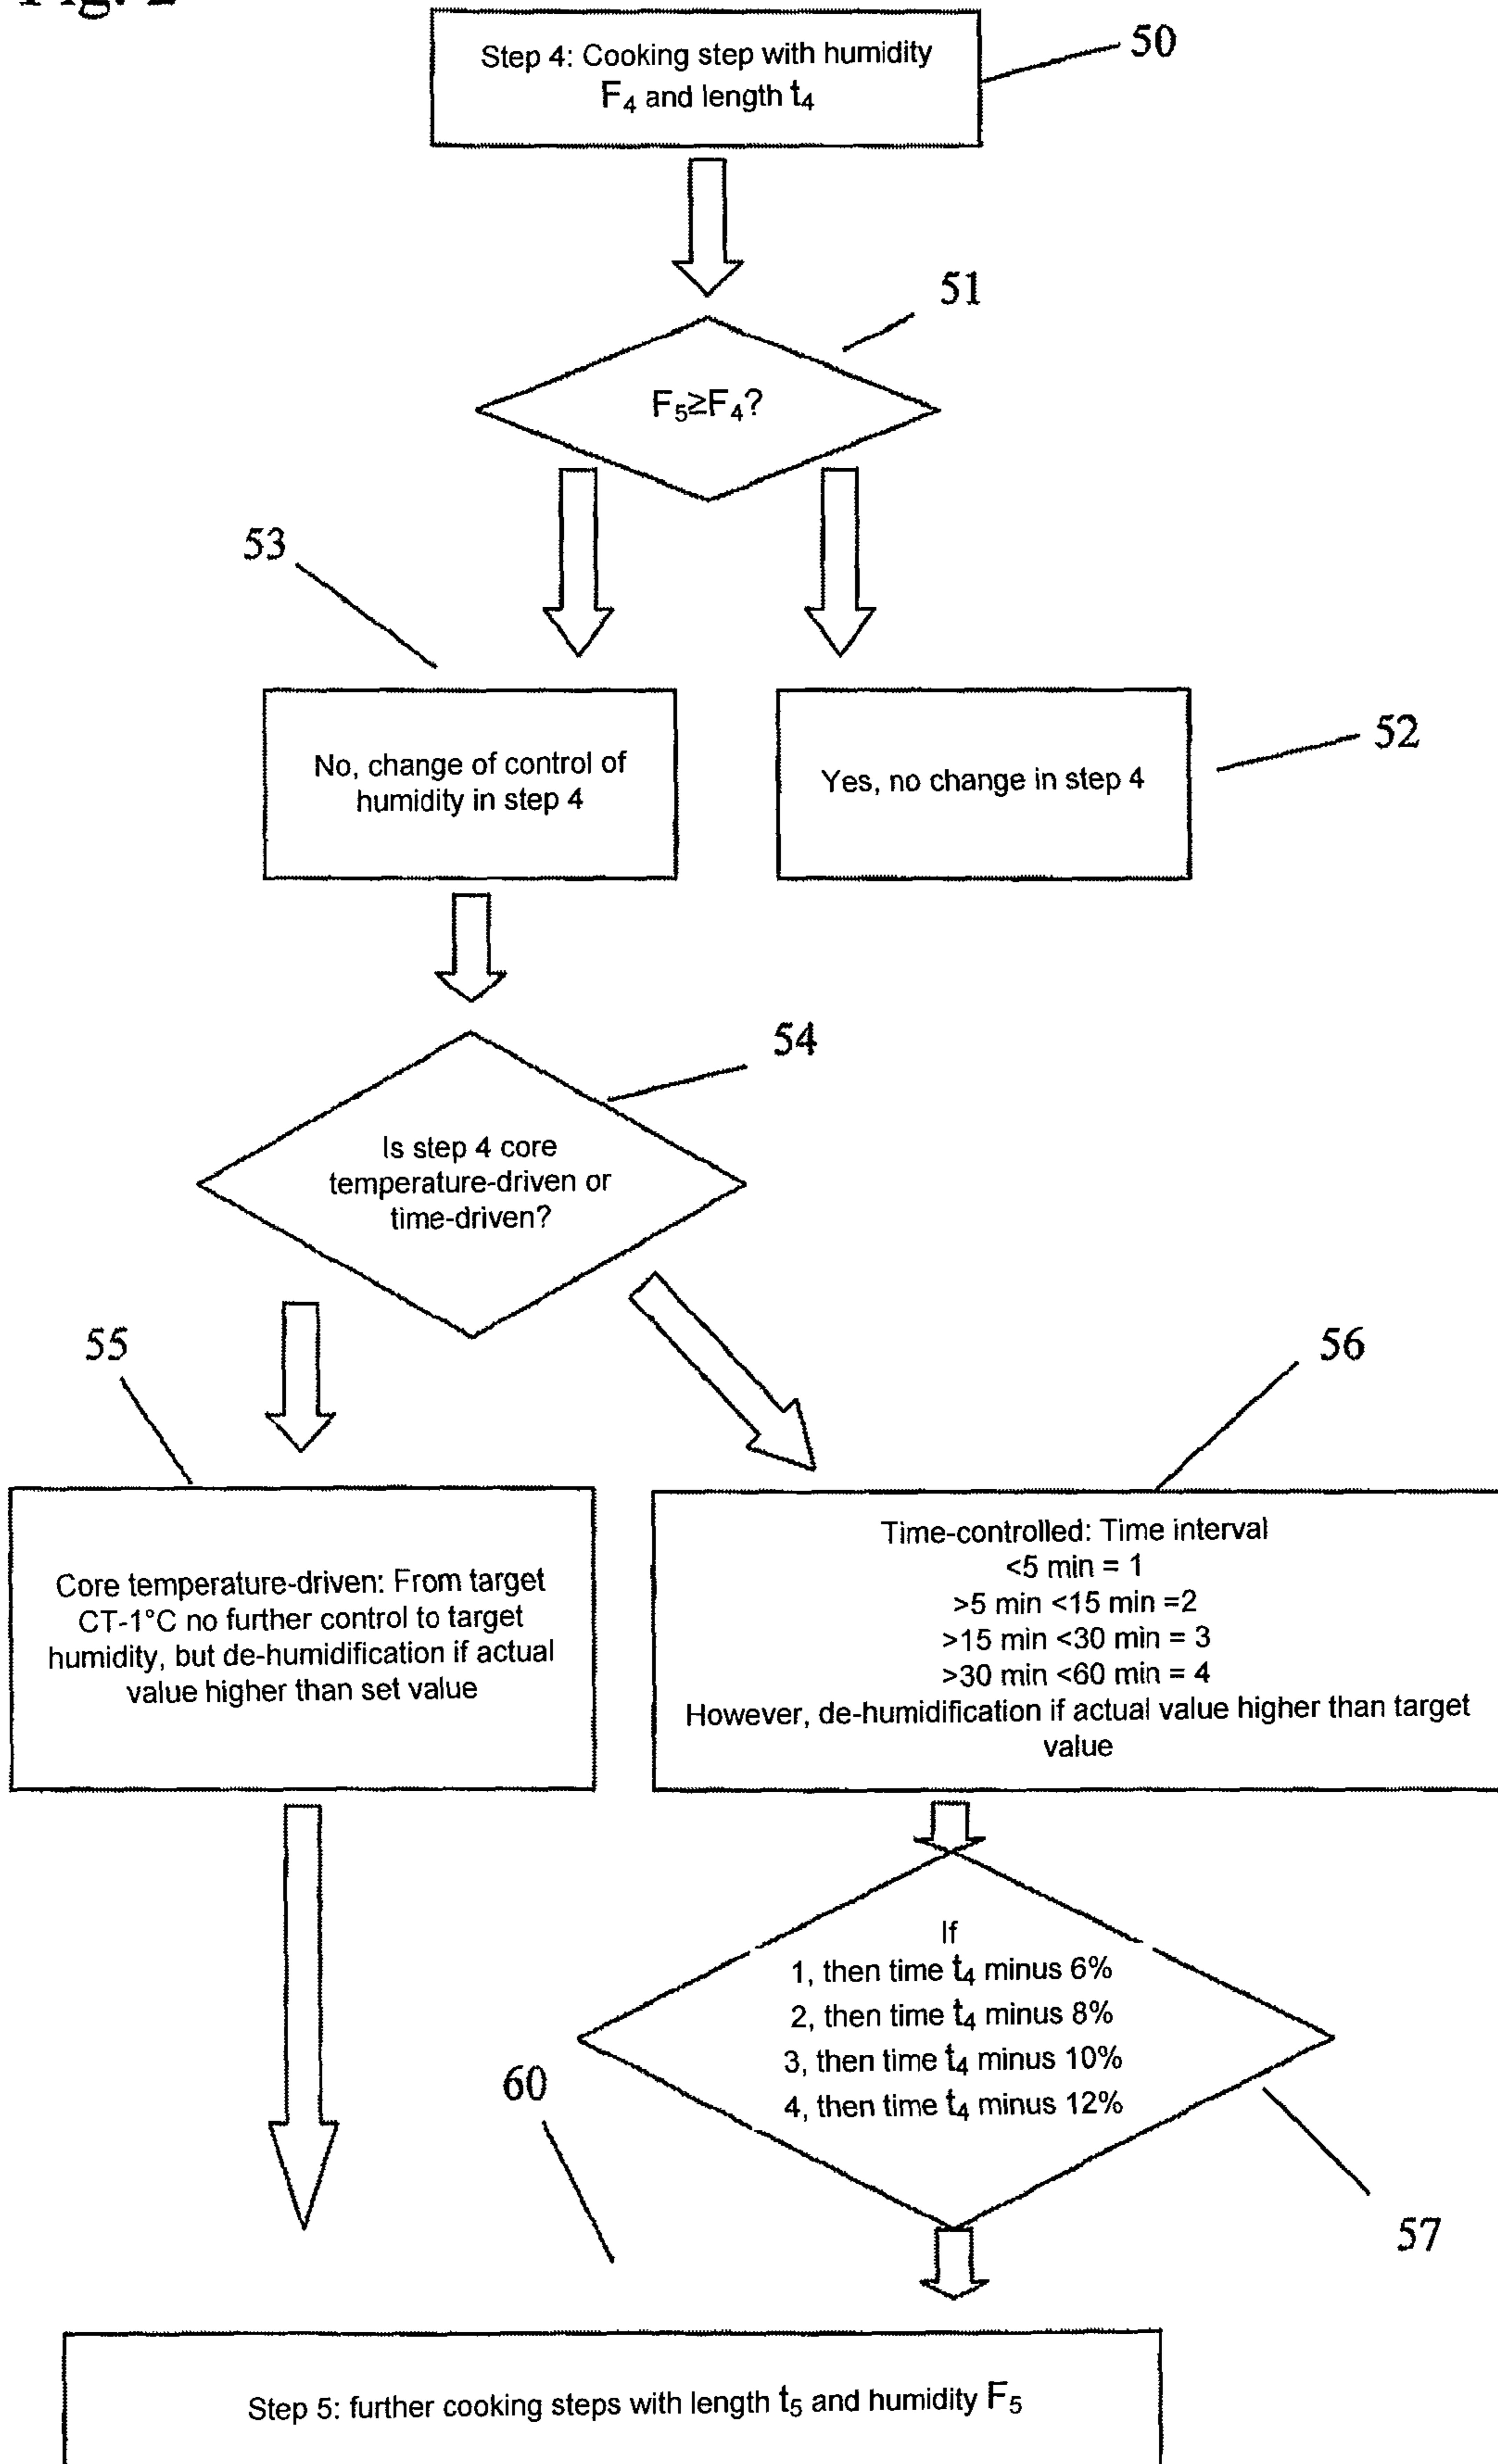 Fig. 2
Step 4: Cooking step with humidity
F₄ and length t₄
50
51
F₅≥F₄?
53
No, change of control of
humidity in step 4
Yes, no change in step 4
52
54
Is step 4 core
temperature-driven or
time-driven?
55
56
Core temperature-driven: From target
CT-1°C no further control to target
humidity, but de-humidification if actual
value higher than set value
Time-controlled: Time interval
<5 min = 1
>5 min <15 min =2
>15 min <30 min = 3
>30 min <60 min = 4
However, de-humidification if actual value higher than target
value
If
1, then time t₄ minus 6%
2, then time t₄ minus 8%
3, then time t₄ minus 10%
4, then time t₄ minus 12%
60
57
Step 5: further cooking steps with length t₅ and humidity F₅